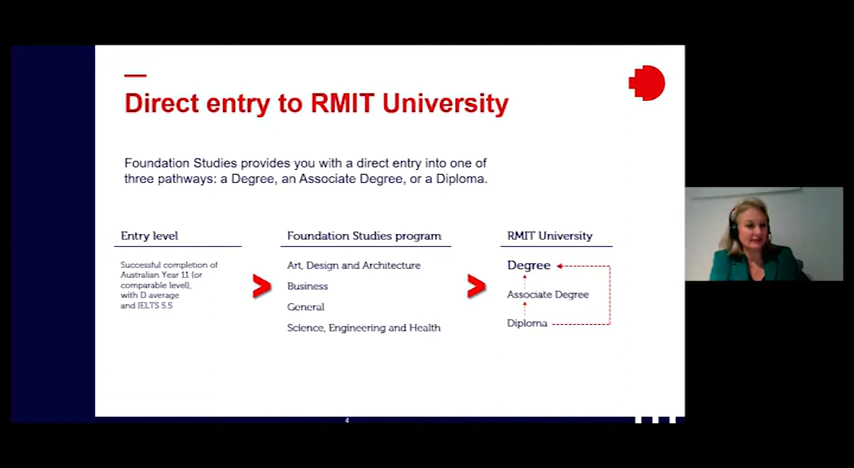 Direct entry to RMIT University
Foundation Studies provides you with a direct entry into one of
three pathways: a Degree, an Associate Degree, or a Diploma.
Entry level
Successful completion of
Australian Year 11 (or
comparable level),
with D average
and IELTS 5.5
>
Foundation Studies program
Art, Design and Architecture
Business
General
Science, Engineering and Health
>
RMIT University
Degree
Associate Degree
Diploma
4